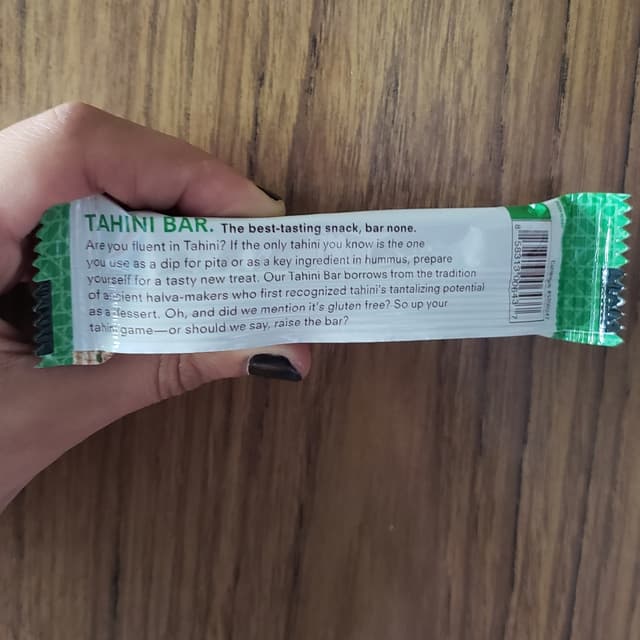 TAHINI BAR. The best-tasting snack, bar none.
Are you fluent in Tahini? If the only tahini you know is the one
you use as a dip for pita or as a key ingredient in hummus, prepare
yourself for a tasty new treat. Our Tahini Bar borrows from the tradition
of ancient halva-makers who first recognized tahini's tantalizing potential
as a dessert. Oh, and did we mention it's gluten free? So up your
tahini game—or should we say, raise the bar?